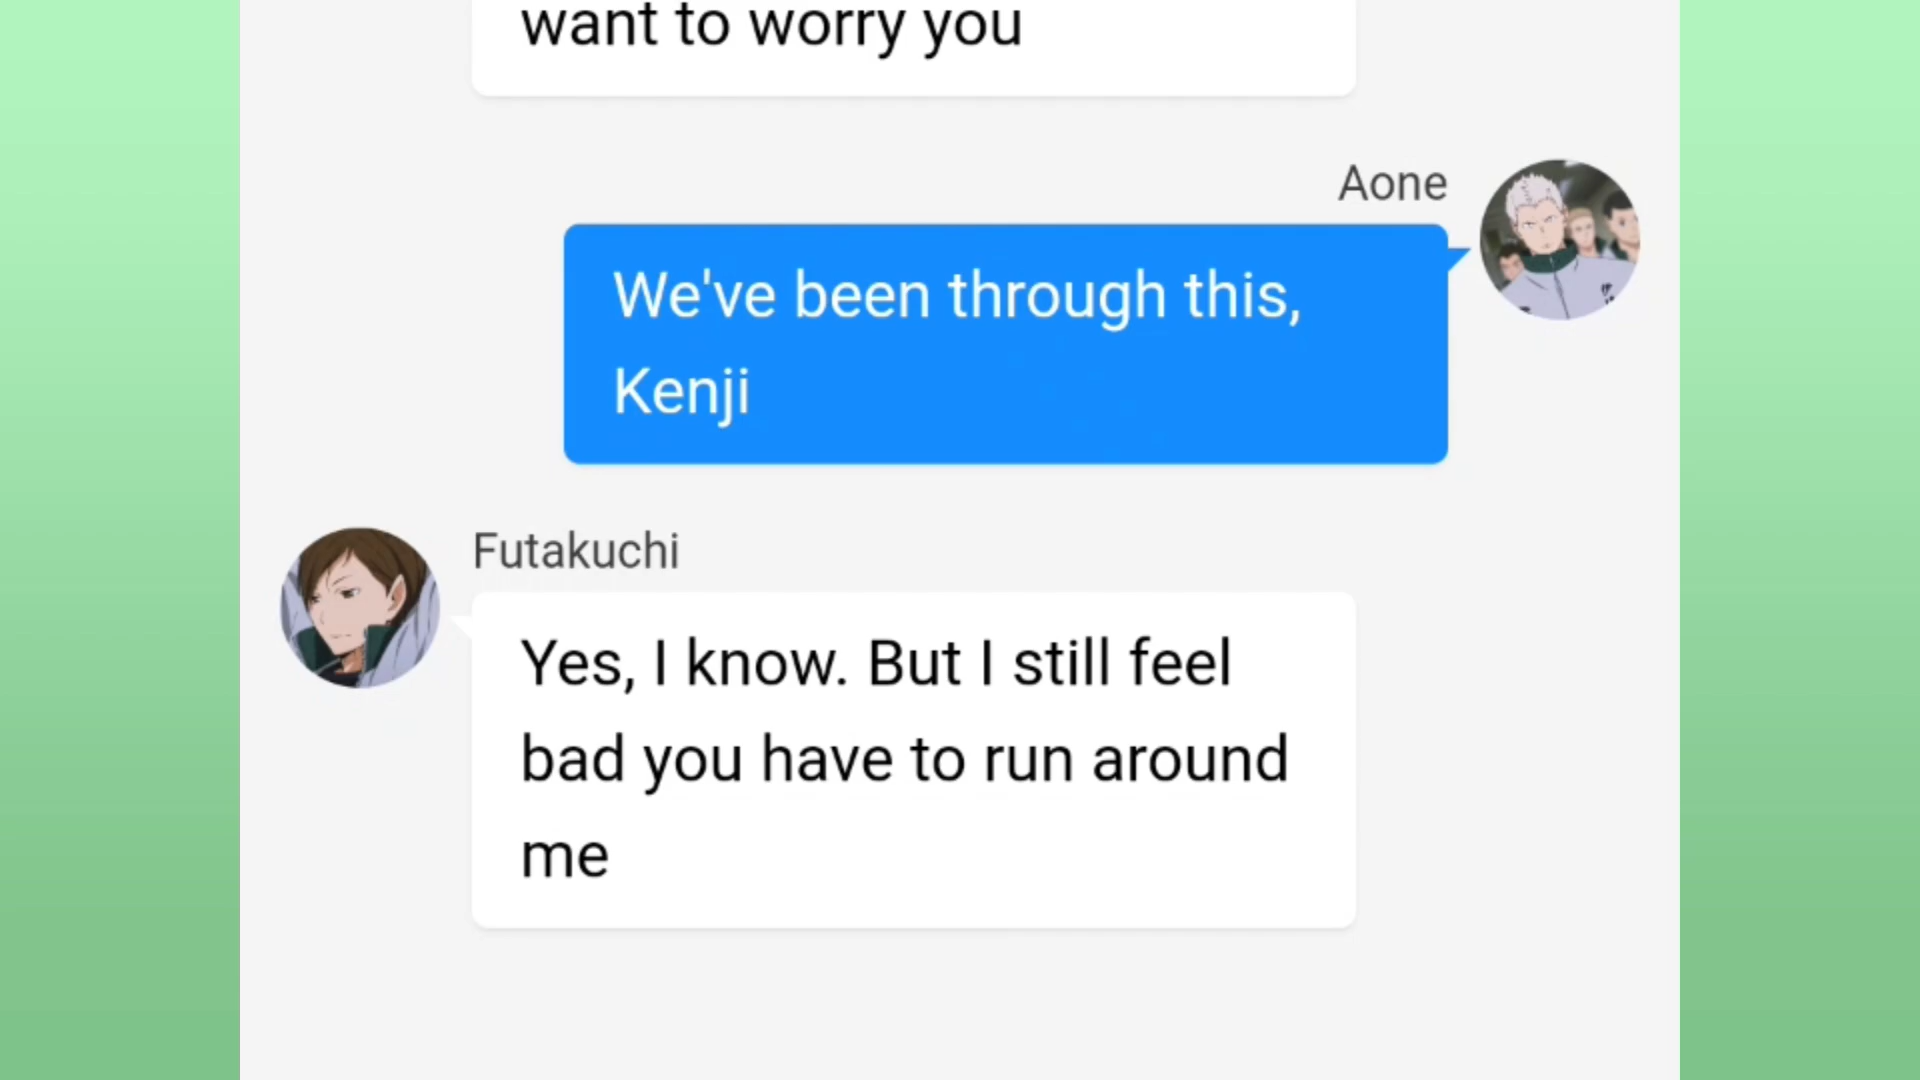 want to worry you
Aone
We've been through this,
Kenji
Futakuchi
Yes, I know. But I still feel
bad you have to run around
me